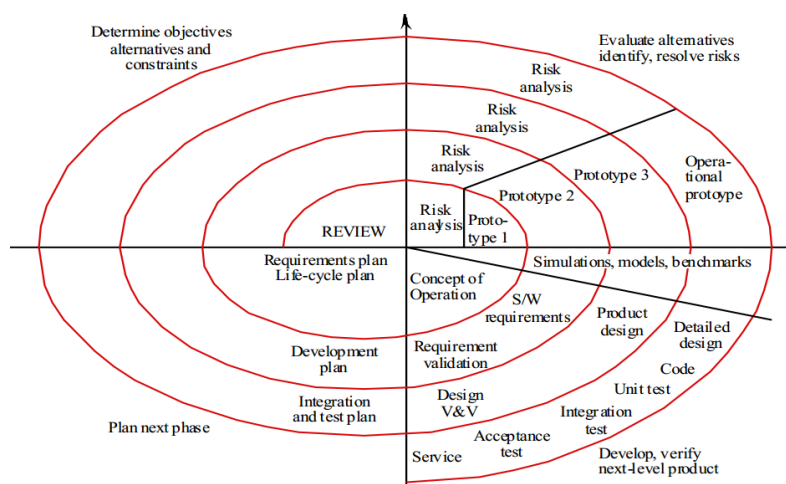 Determine objectives
alternatives and
constraints
Evaluate alternatives
identify, resolve risks
Risk
analysis
Risk
analysis
Risk
analysis
Risk
analysis
Proto-
type 1
Prototype 2
Prototype 3
Opera-
tional
protoype
REVIEW
Requirements plan
Life-cycle plan
Simulations, models, benchmarks
Concept of
Operation
S/W
requirements
Product
design
Detailed
design
Development
plan
Requirement
validation
Code
Unit test
Integration
and test plan
Design
V&V
Integration
test
Plan next phase
Acceptance
test
Service
Develop, verify
next-level product